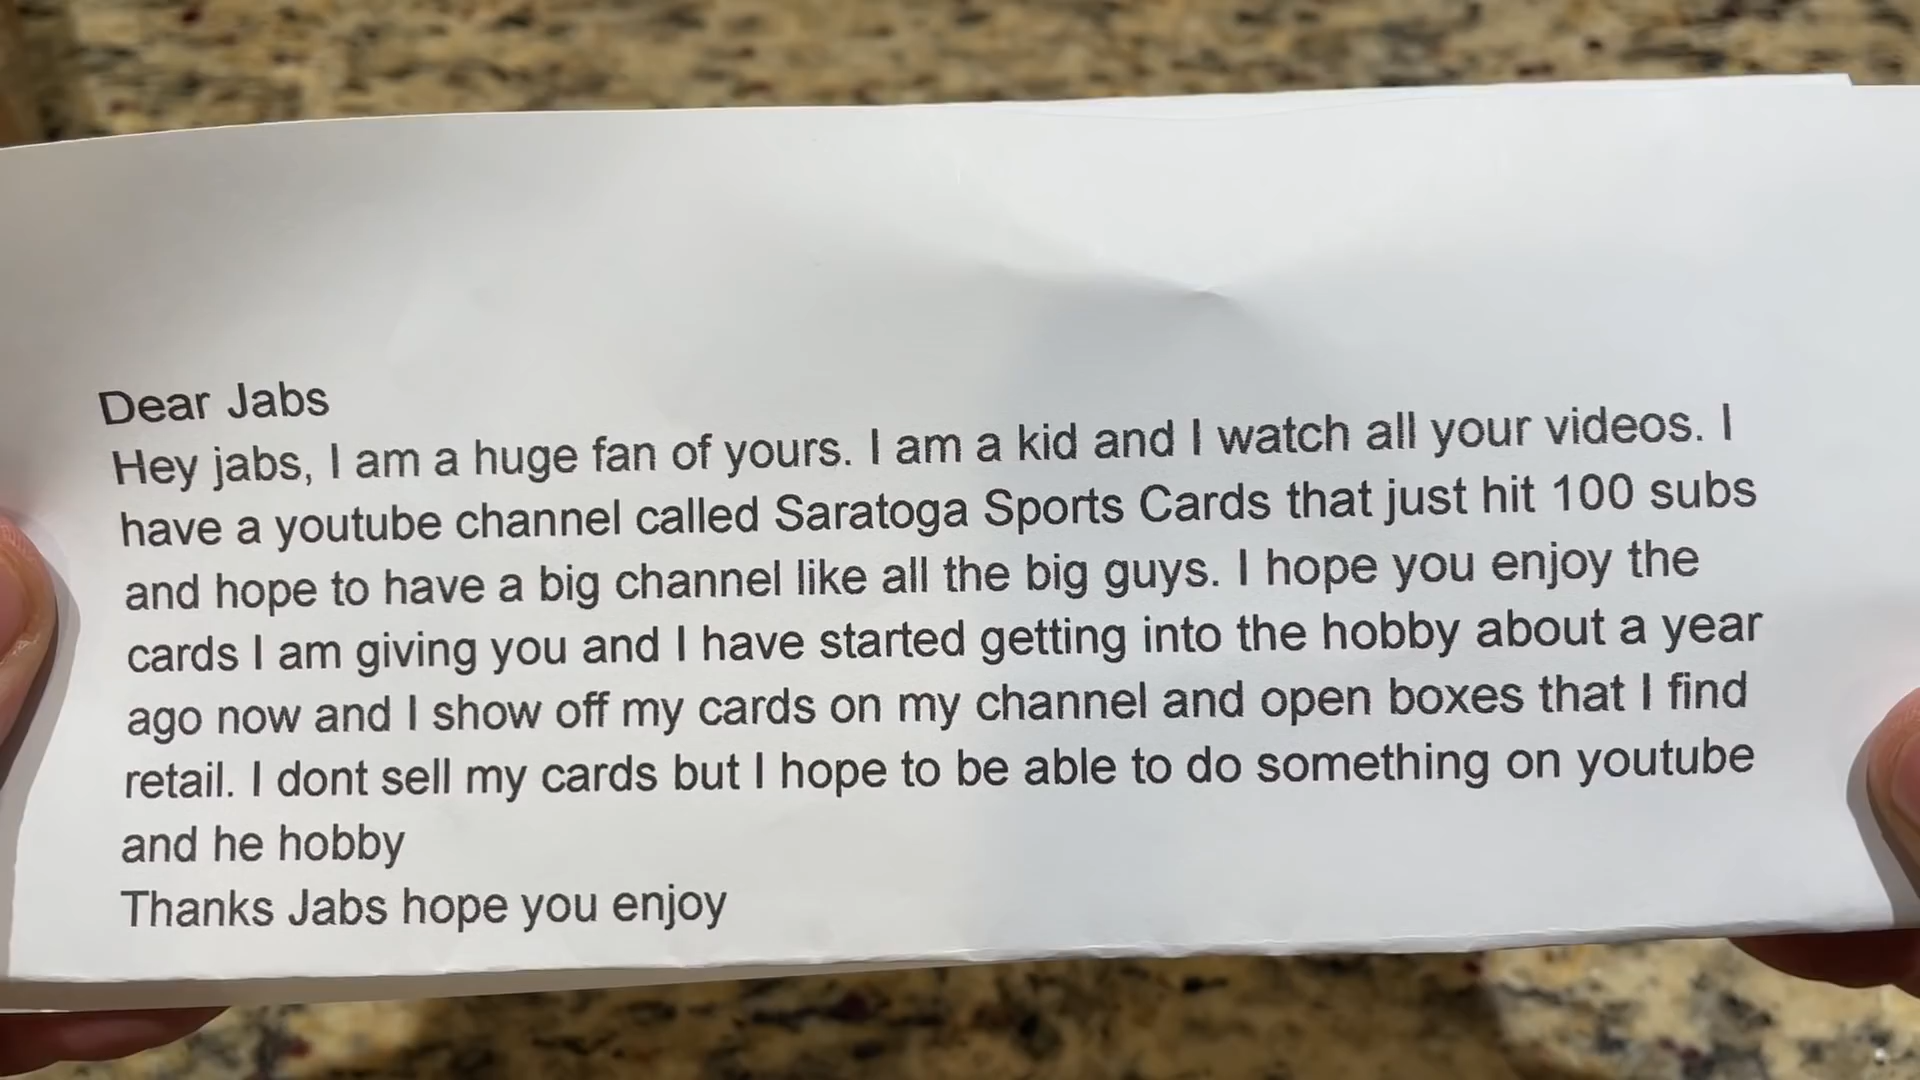 Dear Jabs
Hey jabs, I am a huge fan of yours. I am a kid and I watch all your videos. I
have a youtube channel called Saratoga Sports Cards that just hit 100 subs
and hope to have a big channel like all the big guys. I hope you enjoy the
cards I am giving you and I have started getting into the hobby about a year
ago now and I show off my cards on my channel and open boxes that I find
retail. I dont sell my cards but I hope to be able to do something on youtube
and he hobby
Thanks Jabs hope you enjoy